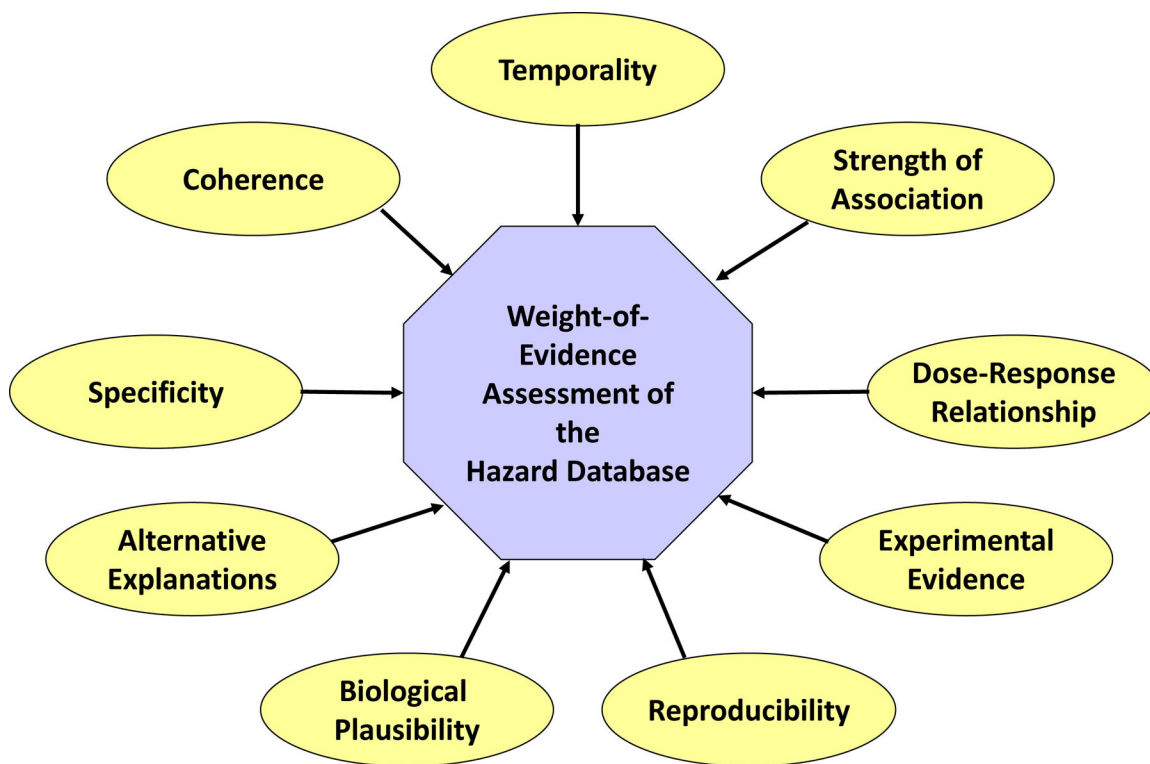 Temporality
Coherence
Strength of
Association
Weight-of-
Evidence
Assessment of
the
Hazard Database
Specificity
Dose-Response
Relationship
Alternative
Explanations
Experimental
Evidence
Biological
Plausibility
Reproducibility